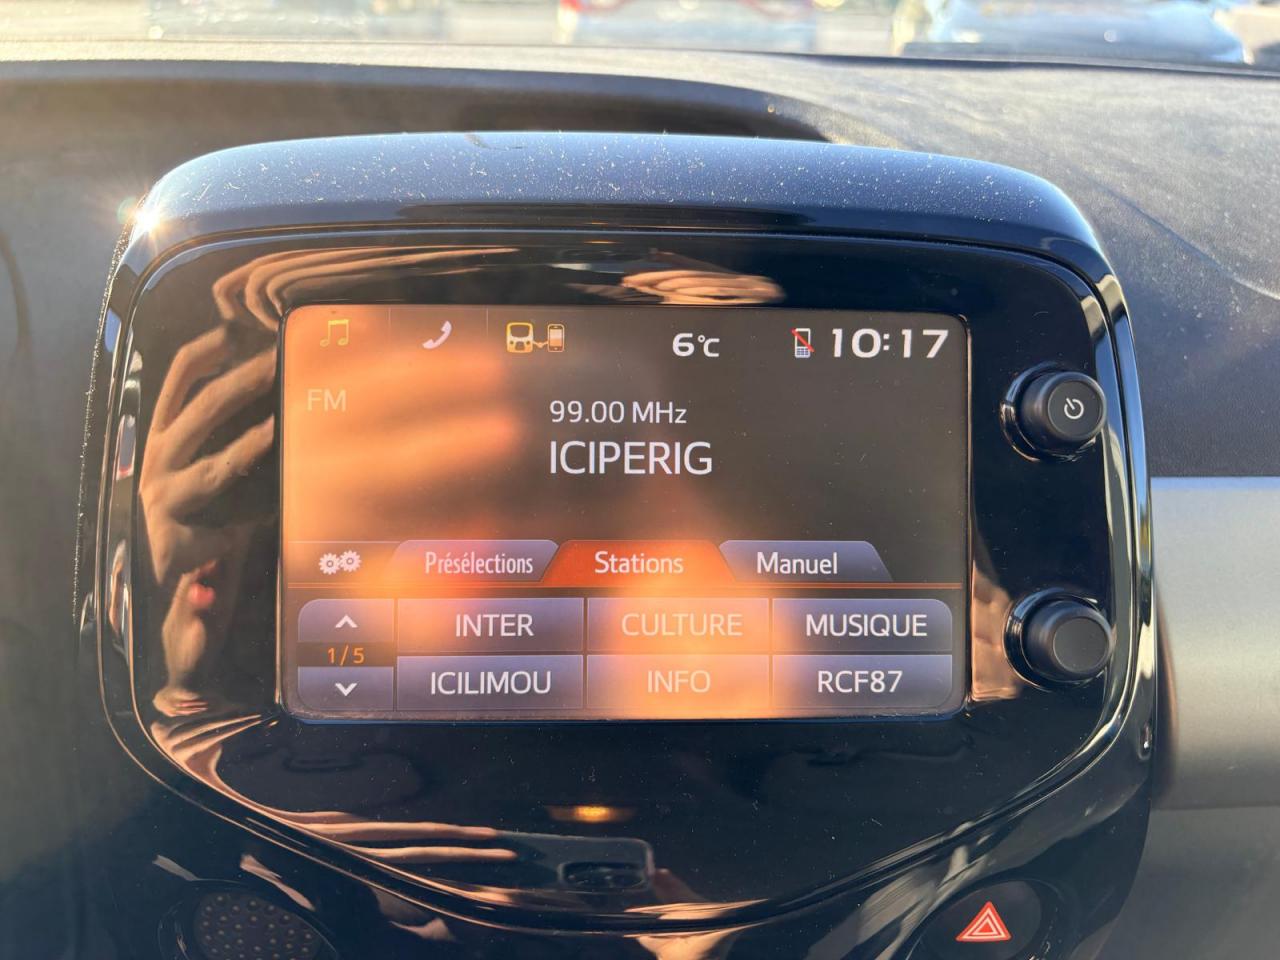 6°C 10:17
FM
99.00 MHz
ICIPERIG
Présélections Stations Manuel
INTER CULTURE MUSIQUE
1/5
ICILIMOU INFO RCF87